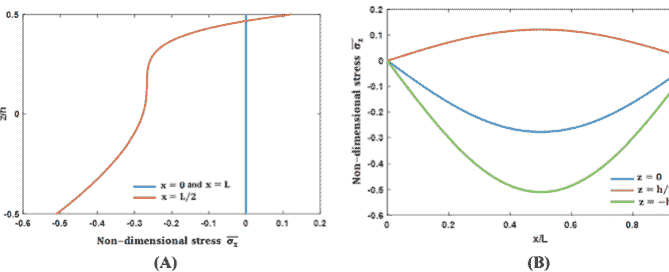 0.5
0
-0.5
z/h
-0.6 -0.5 -0.4 -0.3 -0.2 -0.1 0 0.1 0.2
x = 0 and x = L
x = L/2
Non-dimensional stress σz
(A)
0.2
0.1
0
-0.1
-0.2
-0.3
-0.4
-0.5
-0.6
Non-dimensional stress σz
0 0.2 0.4 0.6 0.8
z = 0
z = h/
z = -h
x/L
(B)